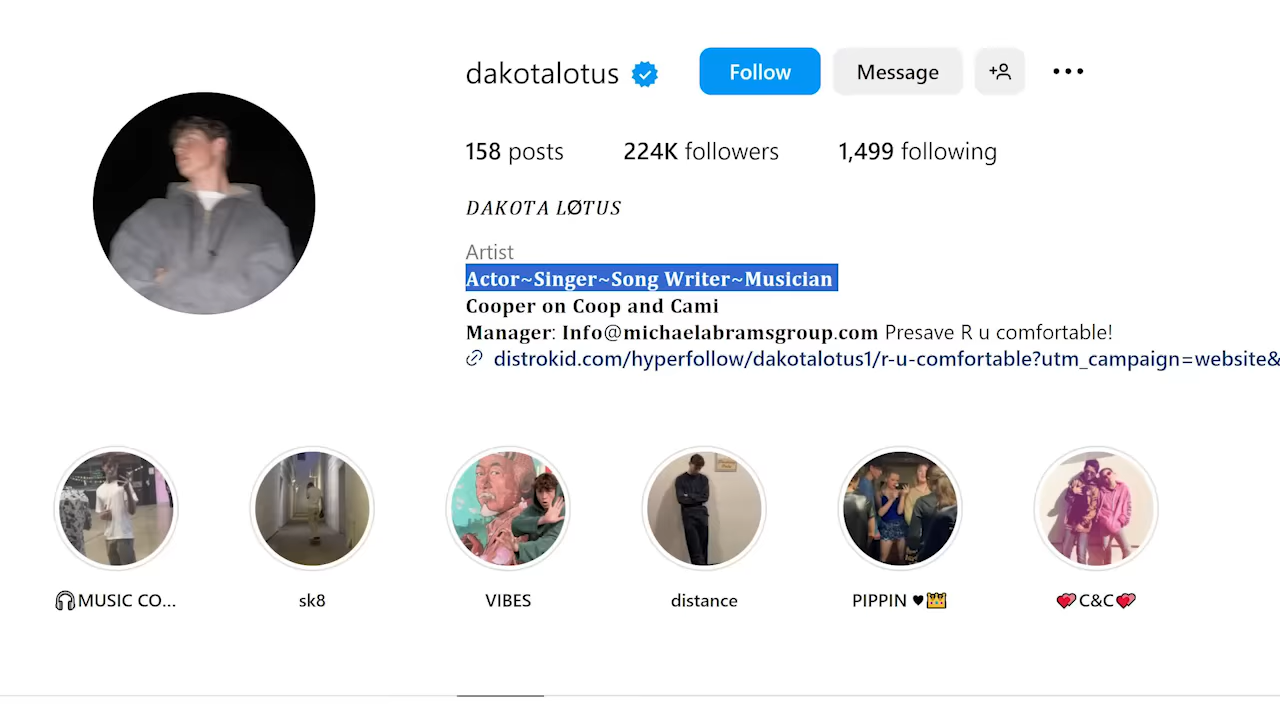 dakotalotus
Follow
Message
158 posts
224K followers
1,499 following
DAKOTA LØTUS
Artist
Actor~Singer~Song Writer~Musician
Cooper on Coop and Cami
Manager: Info@michaelabramsgroup.com Presave R u comfortable!
distrokid.com/hyperfollow/dakotalotus1/r-u-comfortable?utm_campaign=website&
🎧MUSIC CO...
sk8
VIBES
distance
PIPPIN ♥👑
💞C&C💞